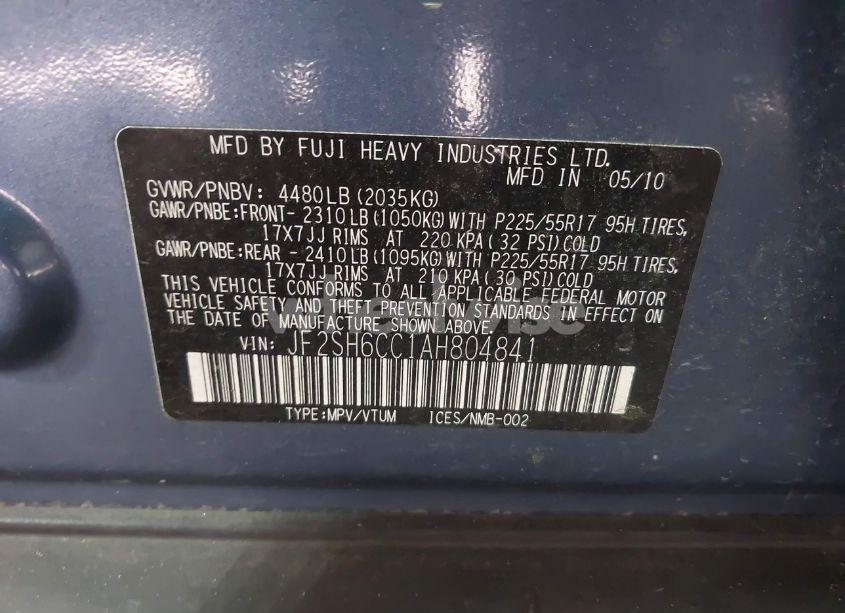 MFD BY FUJI HEAVY INDUSTRIES LTD.
MFD IN 05/10
GVWR/PNBV: 4480LB (2035KG)
GAWR/PNBE:FRONT- 2310LB(1050KG)WITH P225/55R17 95H TIRES,
17X7JJ RIMS AT 220 KPA( 32 PSI)COLD
GAWR/PNBE:REAR - 2410LB(1095KG)WITH P225/55R17 95H TIRES,
17X7JJ RIMS AT 210 KPA( 30 PSI)COLD
THIS VEHICLE CONFORMS TO ALL APPLICABLE FEDERAL MOTOR
VEHICLE SAFETY AND THEFT PREVENTION STANDARDS IN EFFECT ON
THE DATE OF MANUFACTURE SHOWN ABOVE.
VIN: JF2SH6CC1AH804841
TYPE:MPV/VTUM ICES/NMB-002